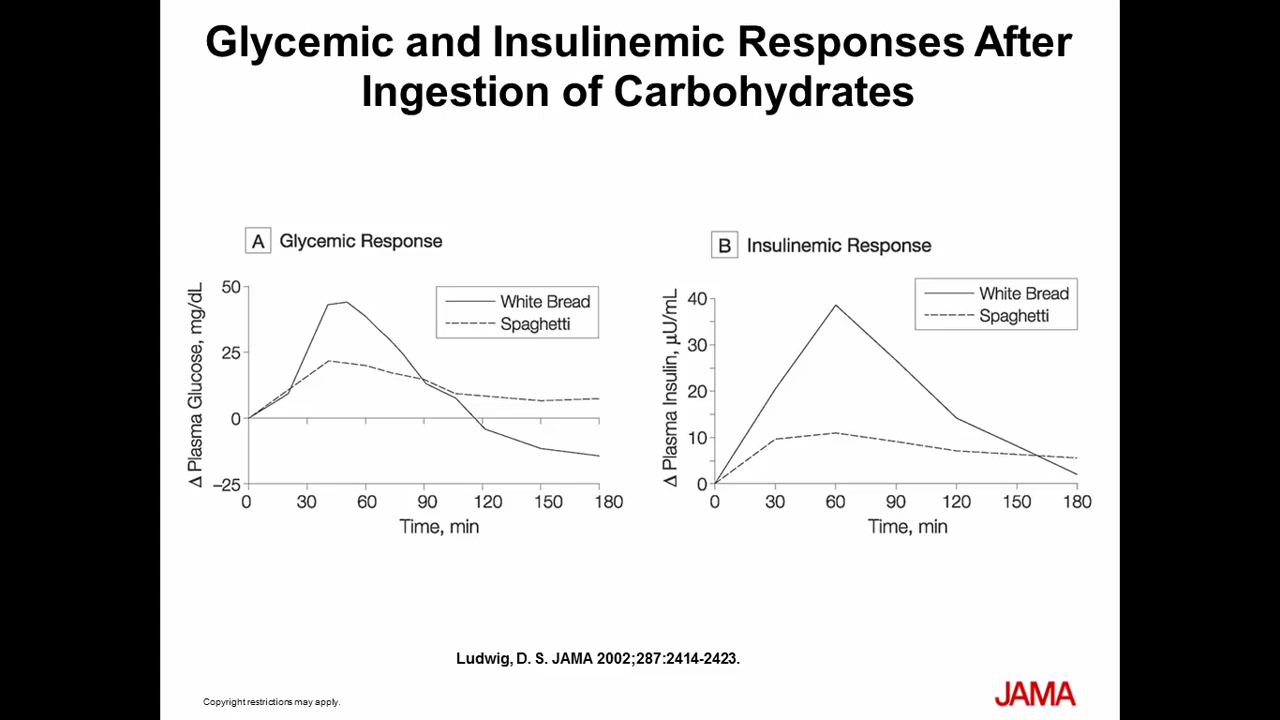 Glycemic and Insulinemic Responses After
Ingestion of Carbohydrates
A Glycemic Response
50
25
0
−25
Δ Plasma Glucose, mg/dL
White Bread
Spaghetti
0 30 60 90 120 150 180
Time, min
B Insulinemic Response
40
30
20
10
0
Δ Plasma Insulin, μU/mL
White Bread
Spaghetti
0 30 60 90 120 150 180
Time, min
Ludwig, D. S. JAMA 2002;287:2414-2423.
Copyright restrictions may apply.
JAMA